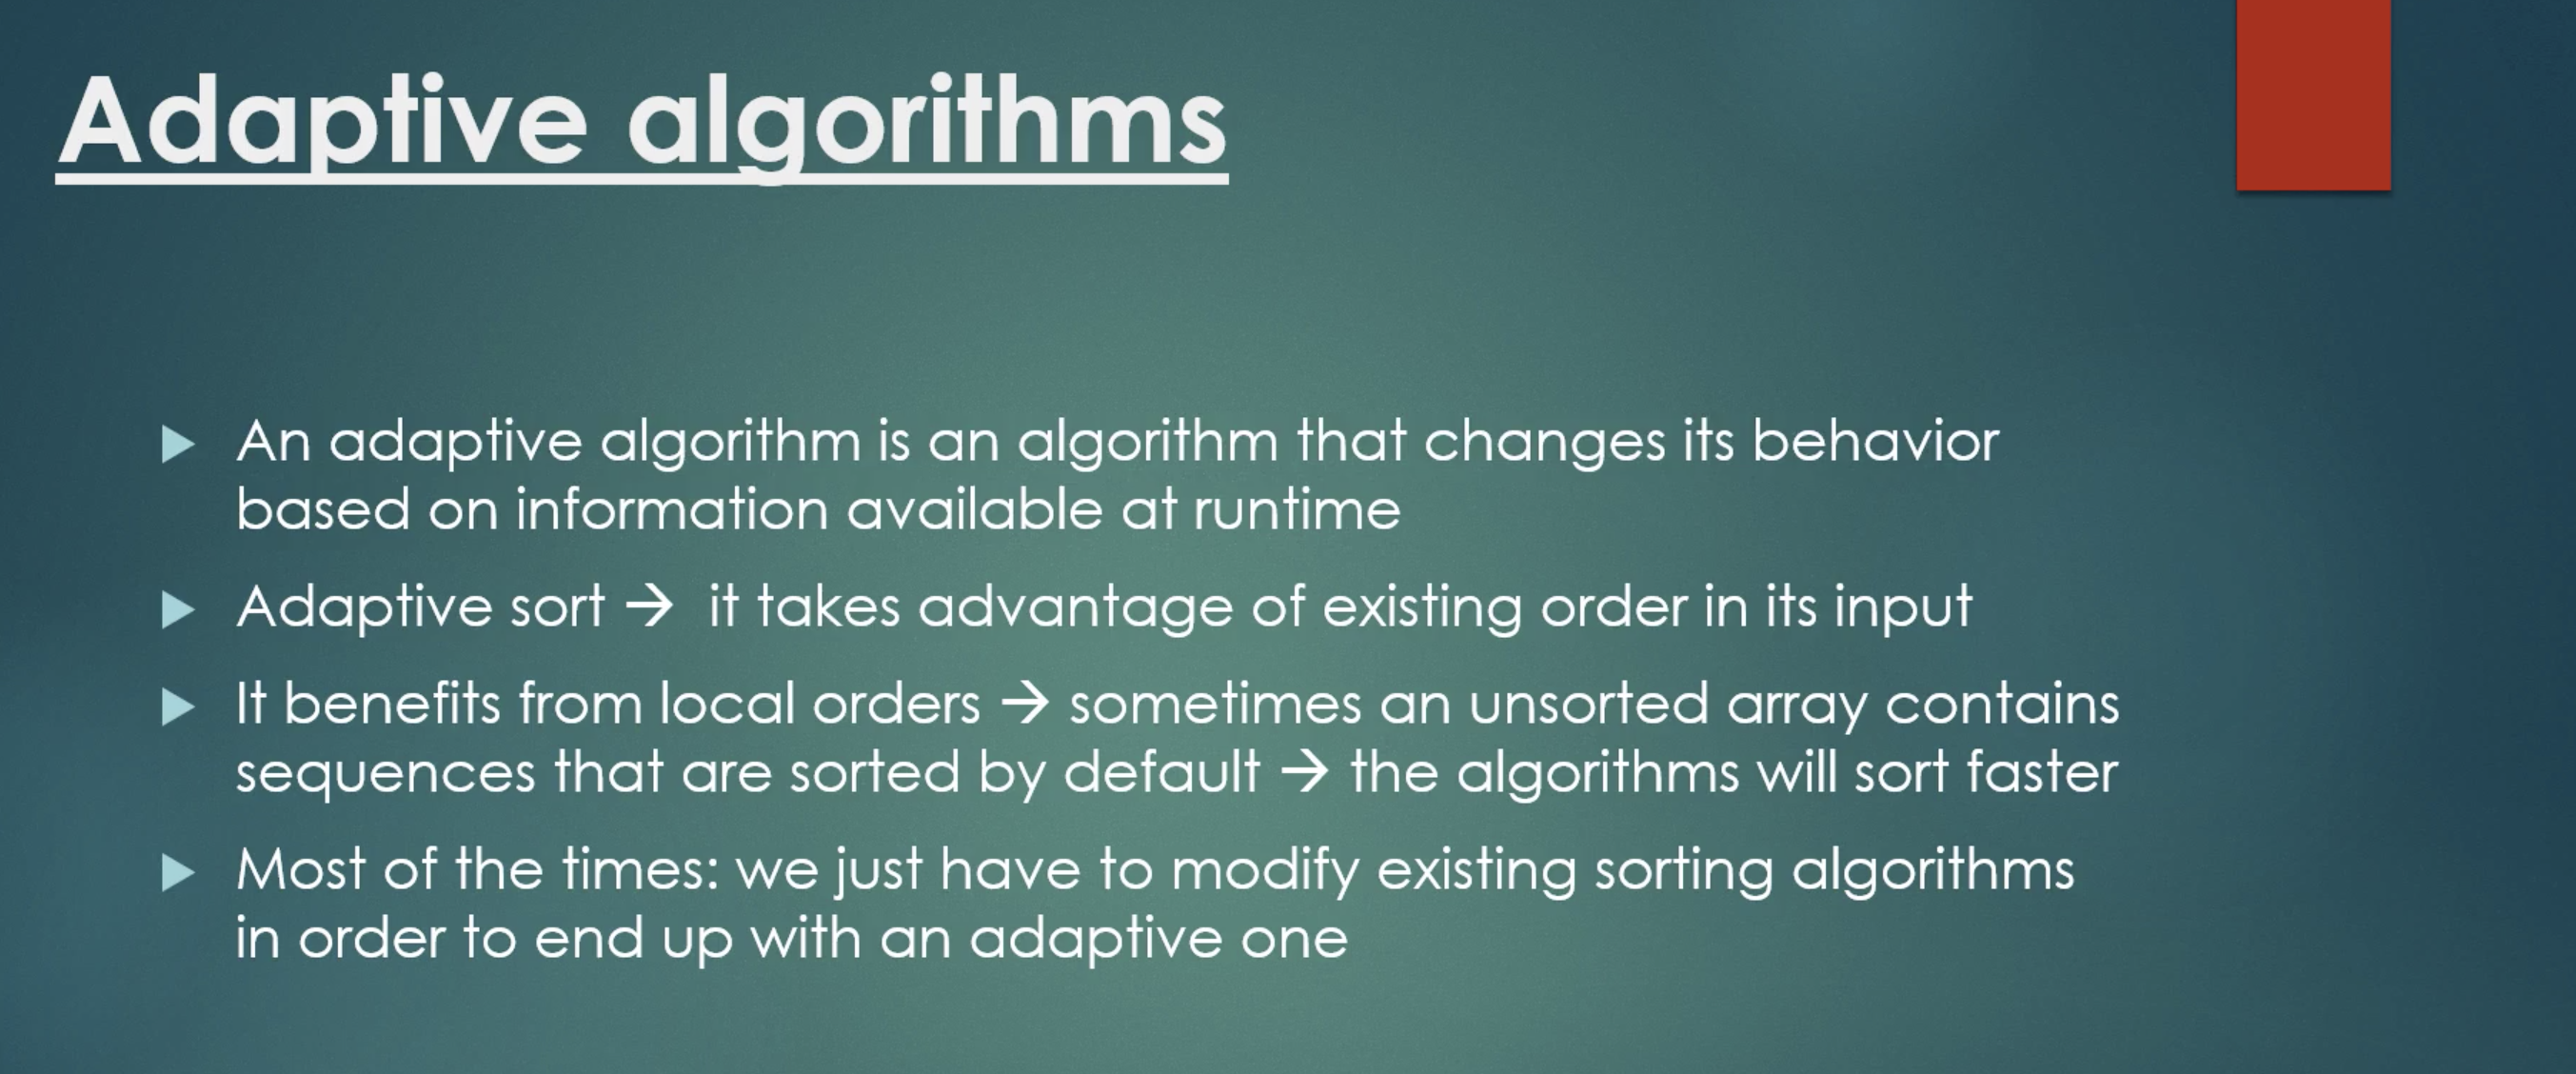 Adaptive algorithms
An adaptive algorithm is an algorithm that changes its behavior
based on information available at runtime
Adaptive sort → it takes advantage of existing order in its input
It benefits from local orders → sometimes an unsorted array contains
sequences that are sorted by default → the algorithms will sort faster
Most of the times: we just have to modify existing sorting algorithms
in order to end up with an adaptive one